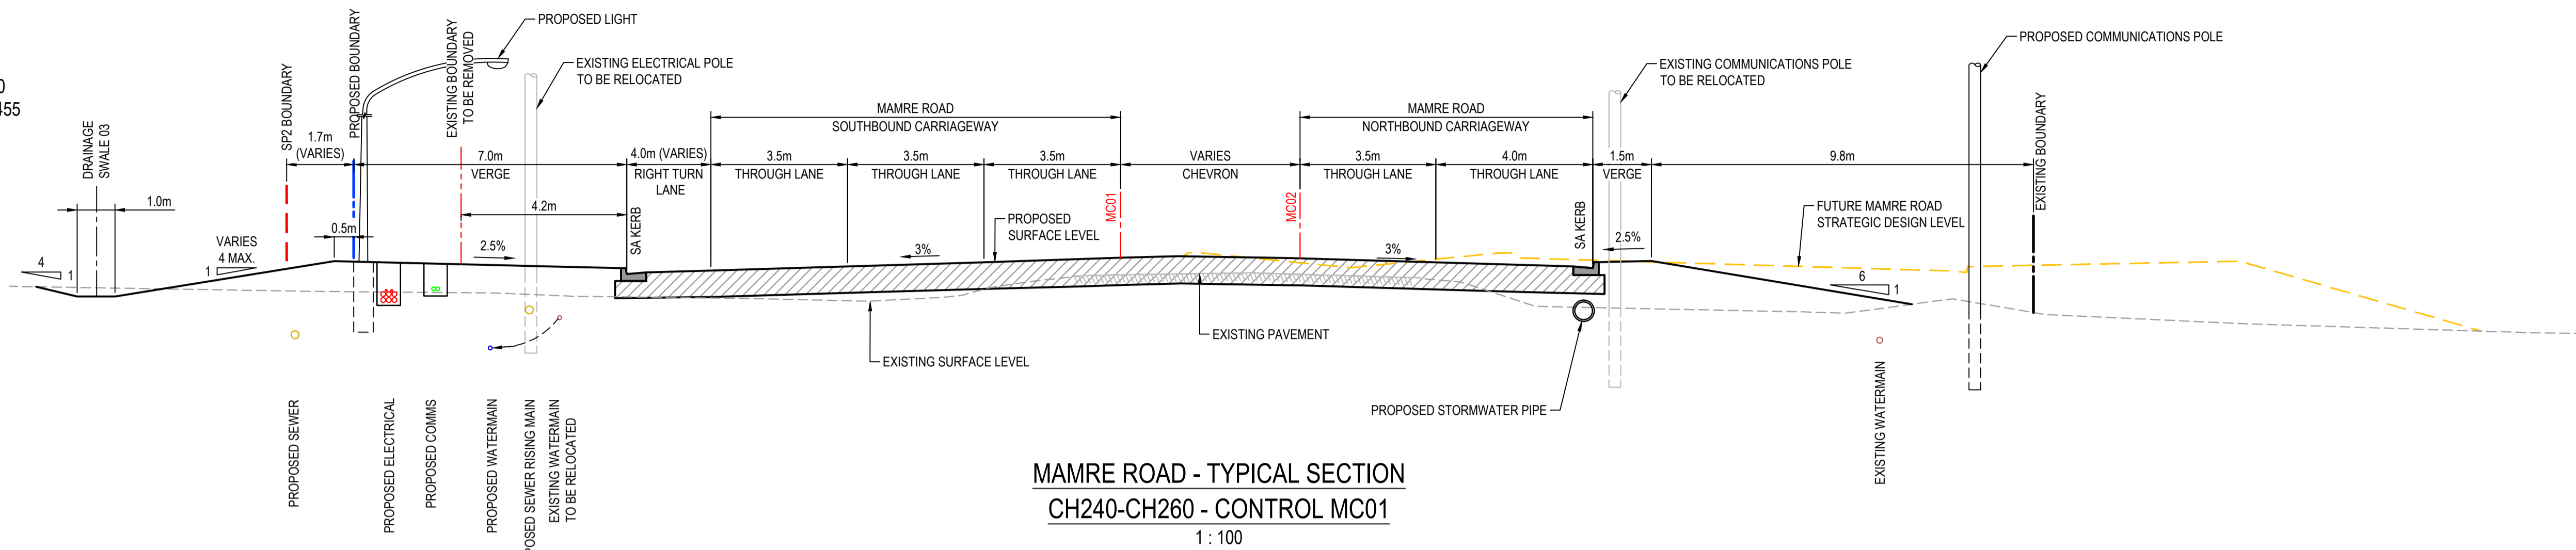 PROPOSED LIGHT
EXISTING ELECTRICAL POLE
TO BE RELOCATED
EXISTING COMMUNICATIONS POLE
TO BE RELOCATED
PROPOSED COMMUNICATIONS POLE
455
DRAINAGE
SWALE 03
SP2 BOUNDARY
PROPOSED BOUNDARY
EXISTING BOUNDARY
TO BE REMOVED
MAMRE ROAD
SOUTHBOUND CARRIAGEWAY
MAMRE ROAD
NORTHBOUND CARRIAGEWAY
EXISTING BOUNDARY
1.7m
(VARIES)
7.0m
VERGE
4.0m (VARIES)
RIGHT TURN
LANE
3.5m
THROUGH LANE
3.5m
THROUGH LANE
3.5m
THROUGH LANE
VARIES
CHEVRON
3.5m
THROUGH LANE
4.0m
THROUGH LANE
1.5m
VERGE
9.8m
1.0m
4.2m
0.5m
SA KERB
MC01
MC02
SA KERB
PROPOSED
SURFACE LEVEL
FUTURE MAMRE ROAD
STRATEGIC DESIGN LEVEL
VARIES
4 MAX.
1
4
1
2.5%
3%
3%
2.5%
6
1
EXISTING PAVEMENT
EXISTING SURFACE LEVEL
PROPOSED STORMWATER PIPE
PROPOSED SEWER
PROPOSED ELECTRICAL
PROPOSED COMMS
PROPOSED WATERMAIN
POSED SEWER RISING MAIN
EXISTING WATERMAIN
TO BE RELOCATED
EXISTING WATERMAIN
MAMRE ROAD - TYPICAL SECTION
CH240-CH260 - CONTROL MC01
1 : 100